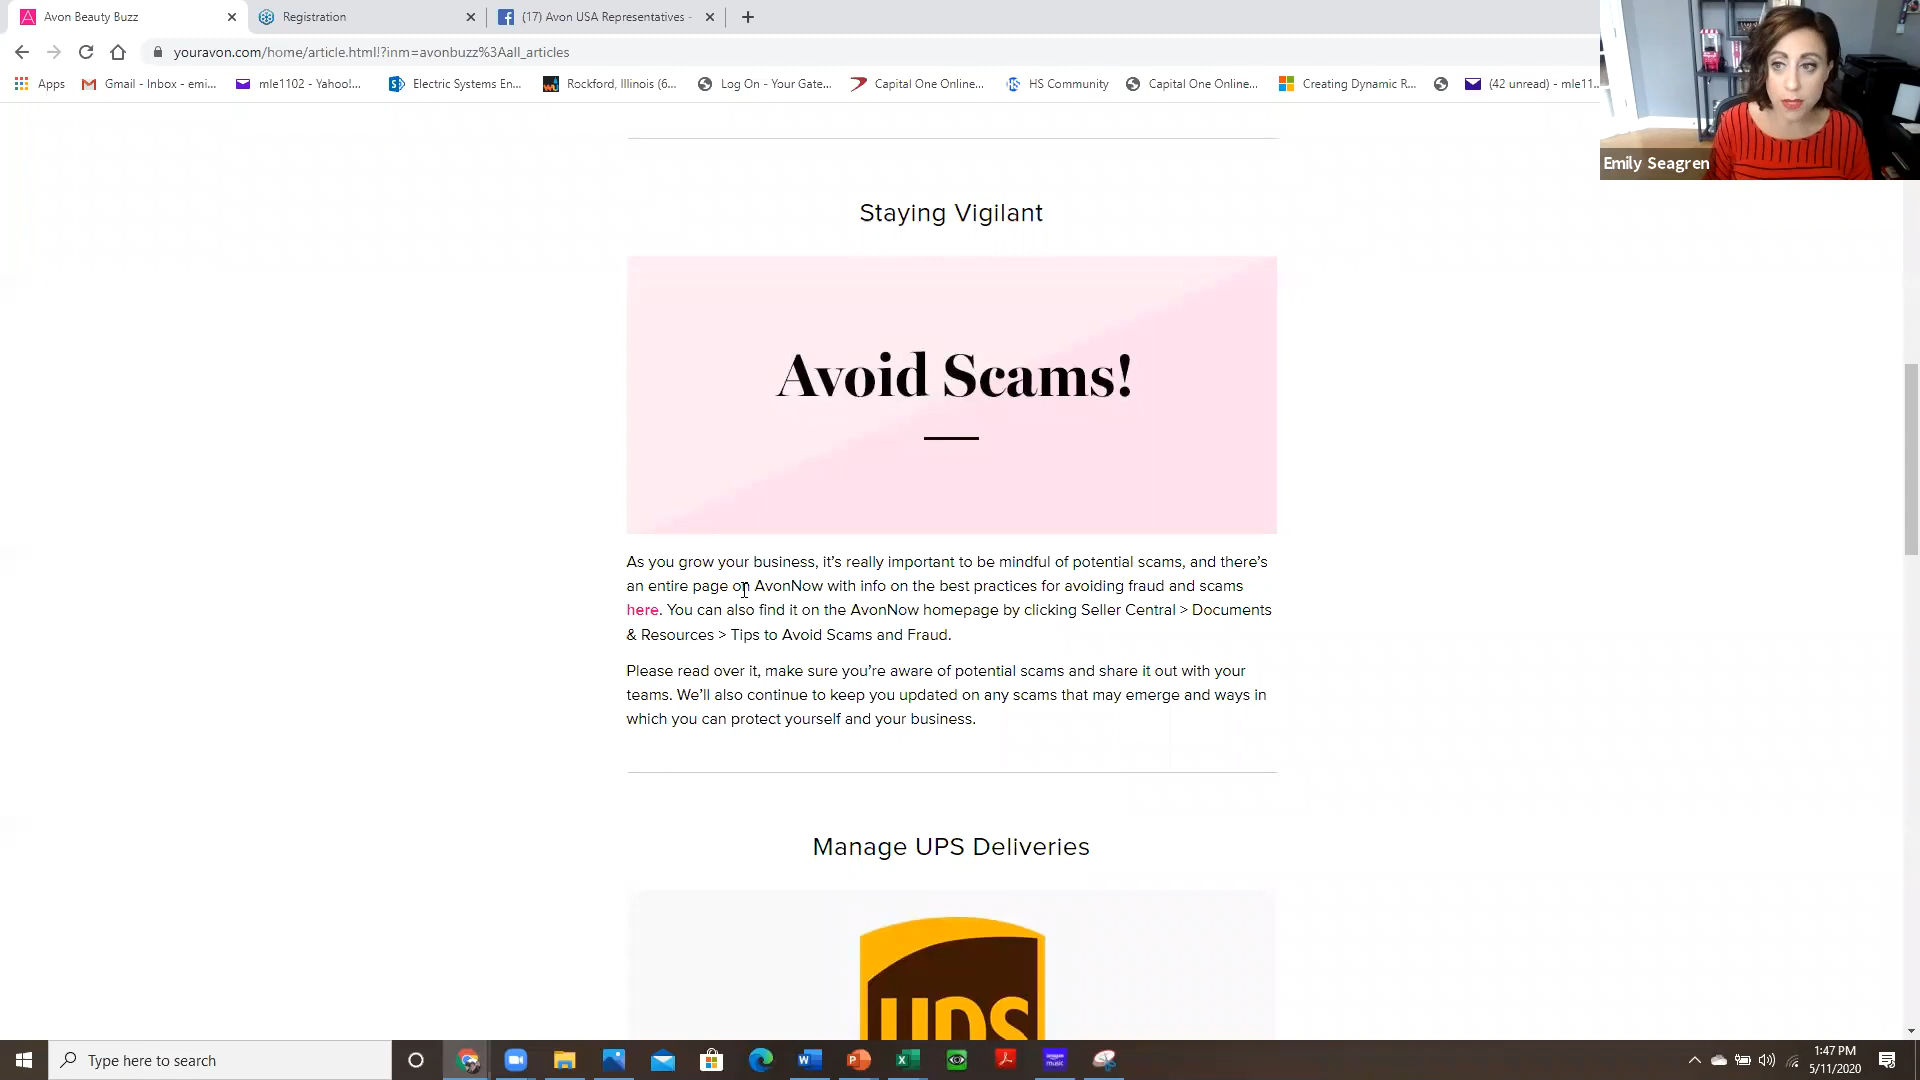 Avon Beauty Buzz
Registration
(17) Avon USA Representatives -
youravon.com/home/article.html!?inm=avonbuzz%3Aall_articles
Apps
Gmail - Inbox - emi...
mle1102 - Yahoo!...
Electric Systems En...
Rockford, Illinois (6...
Log On - Your Gate...
Capital One Online...
HS Community
Capital One Online...
Creating Dynamic R...
(42 unread) - mle11...
Emily Seagren
Staying Vigilant
Avoid Scams!
As you grow your business, it’s really important to be mindful of potential scams, and there’s
an entire page on AvonNow with info on the best practices for avoiding fraud and scams
here. You can also find it on the AvonNow homepage by clicking Seller Central > Documents
& Resources > Tips to Avoid Scams and Fraud.
Please read over it, make sure you’re aware of potential scams and share it out with your
teams. We’ll also continue to keep you updated on any scams that may emerge and ways in
which you can protect yourself and your business.
Manage UPS Deliveries
ups
Type here to search
1:47 PM
5/11/2020